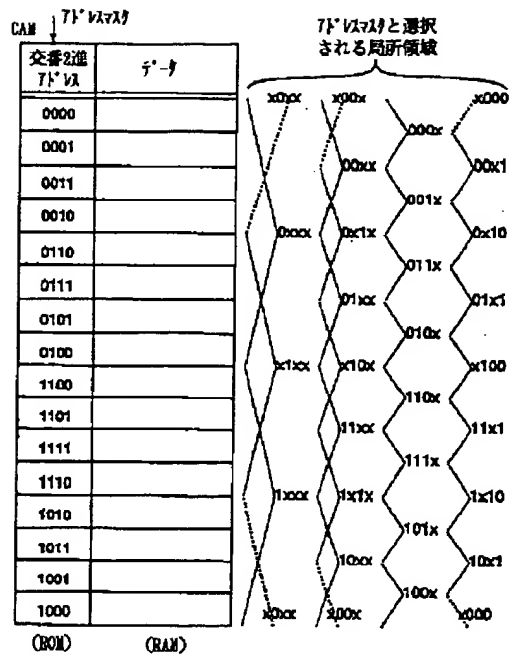 CAM
アドレスマスク
アドレスマスクと選択
される局所領域
交番2進
アドレス
データ
0000
0001
0011
0010
0110
0111
0101
0100
1100
1101
1111
1110
1010
1011
1001
1000
(ROM)
(RAM)
x0xx
x00x
x000
000x
00xx
00x1
001x
0xxx
0x1x
0x10
011x
01xx
01x1
010x
x1xx
x10x
x100
110x
11xx
11x1
111x
1xxx
1x1x
1x10
101x
10xx
10x1
100x
x0xx
x00x
x000